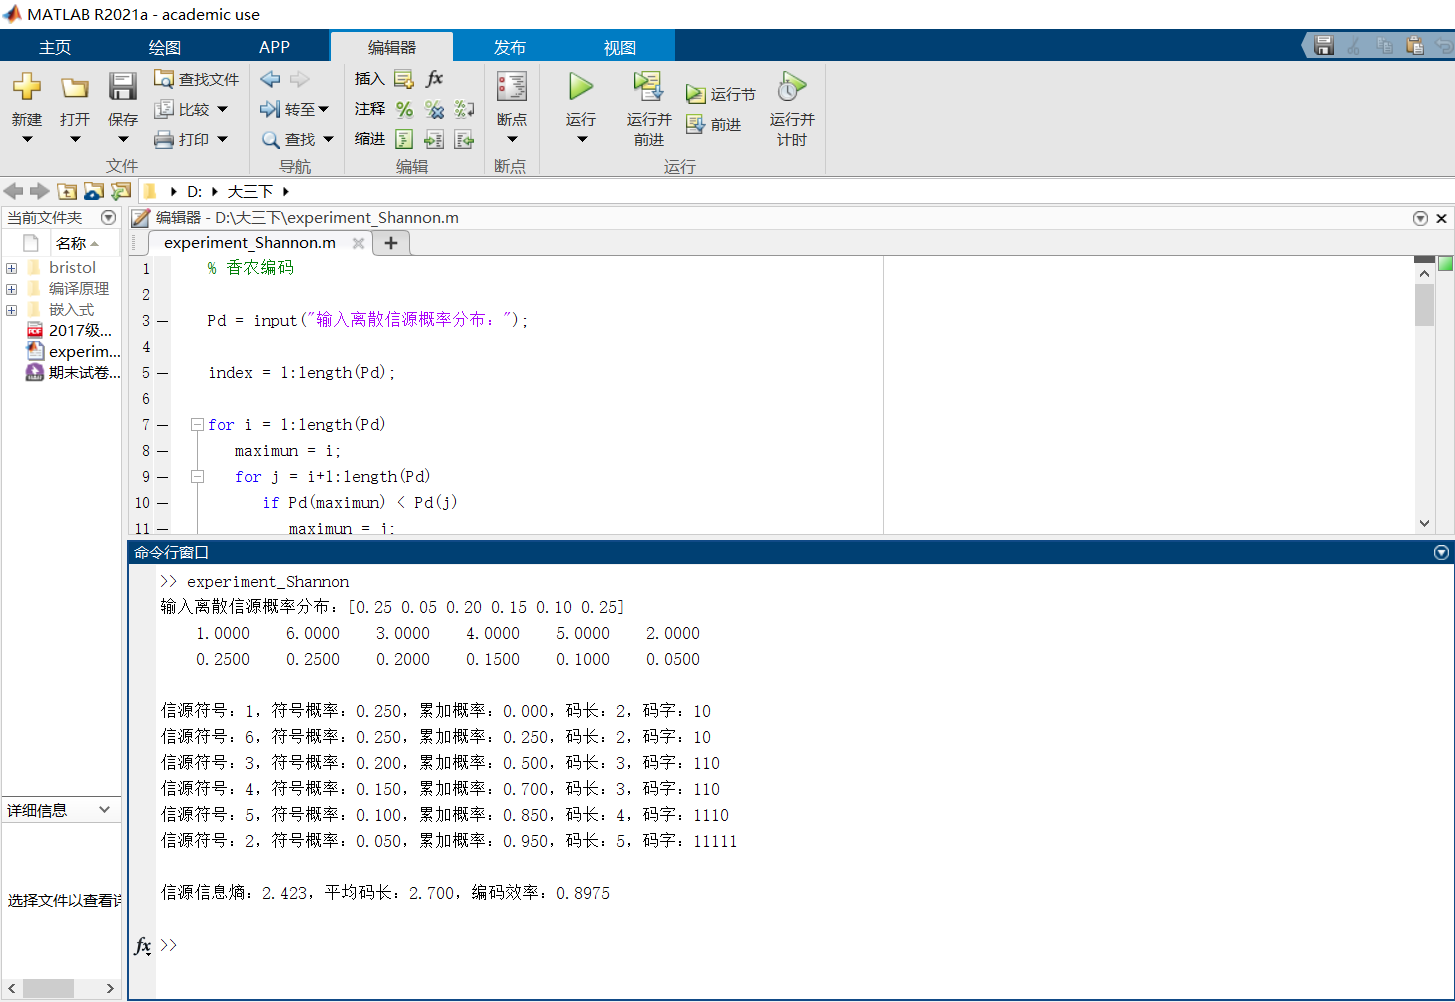 MATLAB R2021a - academic use
主页 绘图 APP 编辑器 发布 视图
新建 打开 保存 查找文件 比较 打印 文件
转至 查找 导航
插入 fx 注释 缩进 编辑
断点 断点
运行 运行并前进 运行节 前进 运行并计时 运行
D: 大三下
当前文件夹
名称
bristol
编译原理
嵌入式
2017级...
experim...
期末试卷...
详细信息
选择文件以查看详
编辑器 - D:\大三下\experiment_Shannon.m
experiment_Shannon.m
1 % 香农编码
2
3 Pd = input("输入离散信源概率分布：");
4
5 index = 1:length(Pd);
6
7 for i = 1:length(Pd)
8 maximun = i;
9 for j = i+1:length(Pd)
10 if Pd(maximun) < Pd(j)
11 maximun = j;
命令行窗口
>> experiment_Shannon
输入离散信源概率分布：[0.25 0.05 0.20 0.15 0.10 0.25]
1.0000 6.0000 3.0000 4.0000 5.0000 2.0000
0.2500 0.2500 0.2000 0.1500 0.1000 0.0500
信源符号：1，符号概率：0.250，累加概率：0.000，码长：2，码字：10
信源符号：6，符号概率：0.250，累加概率：0.250，码长：2，码字：10
信源符号：3，符号概率：0.200，累加概率：0.500，码长：3，码字：110
信源符号：4，符号概率：0.150，累加概率：0.700，码长：3，码字：110
信源符号：5，符号概率：0.100，累加概率：0.850，码长：4，码字：1110
信源符号：2，符号概率：0.050，累加概率：0.950，码长：5，码字：11111
信源信息熵：2.423，平均码长：2.700，编码效率：0.8975
fx >>